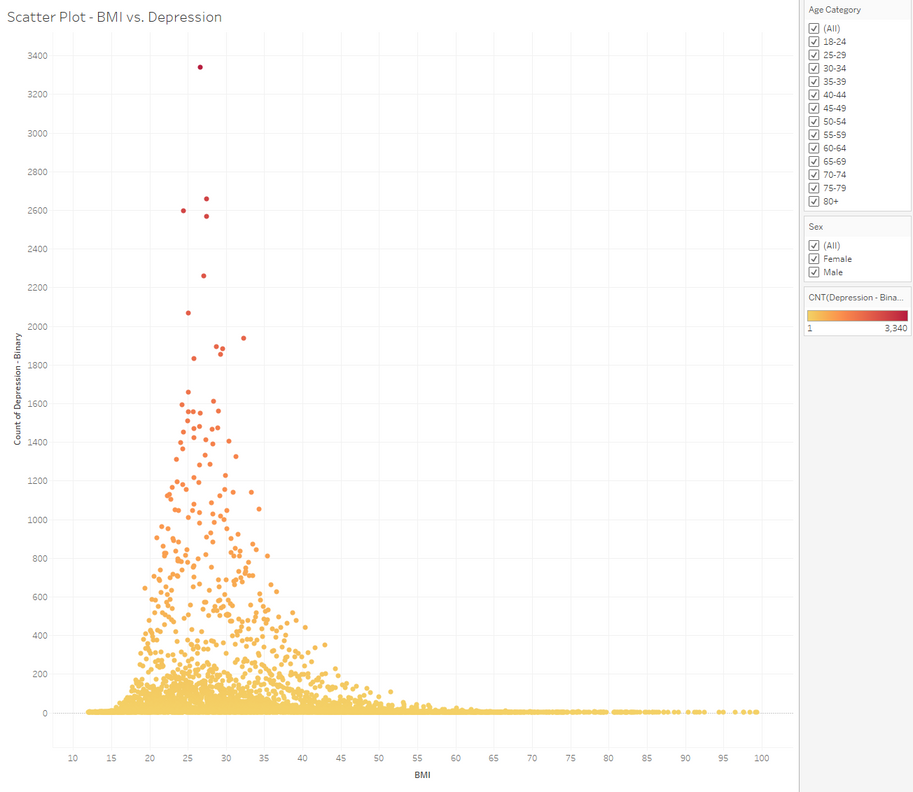 Scatter Plot - BMI vs. Depression
3400
3200
3000
2800
2600
2400
2200
2000
1800
1600
1400
1200
1000
800
600
400
200
0
Count of Depression - Binary
10 15 20 25 30 35 40 45 50 55 60 65 70 75 80 85 90 95 100
BMI
Age Category
(All)
18-24
25-29
30-34
35-39
40-44
45-49
50-54
55-59
60-64
65-69
70-74
75-79
80+
Sex
(All)
Female
Male
CNT(Depression - Bina...
1 3,340